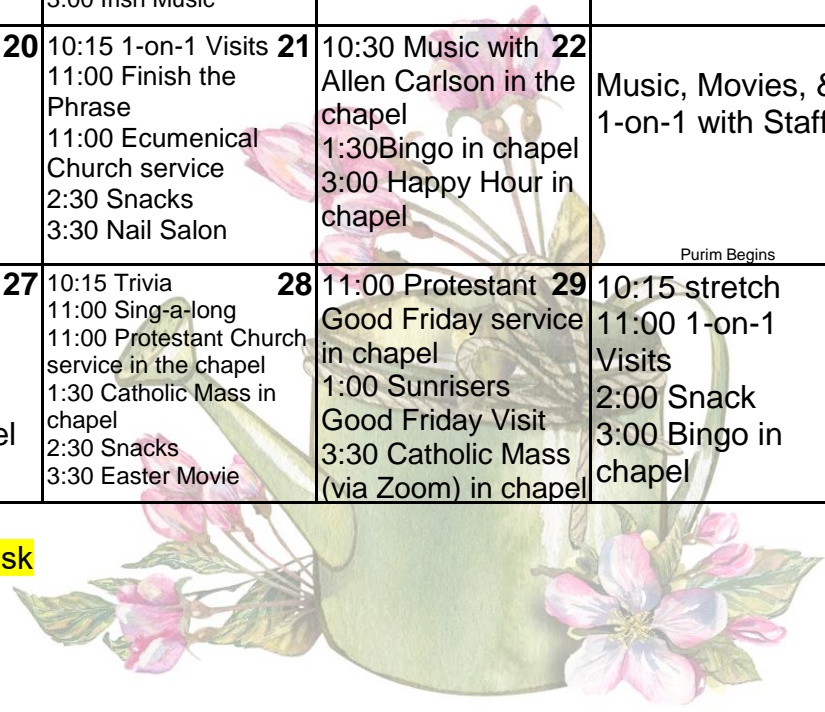 3:00 Irish Music
20
10:15 1-on-1 Visits 21
11:00 Finish the
Phrase
11:00 Ecumenical
Church service
2:30 Snacks
3:30 Nail Salon
10:30 Music with 22
Allen Carlson in the
chapel
1:30Bingo in chapel
3:00 Happy Hour in
chapel
Music, Movies, &
1-on-1 with Staff
Purim Begins
27
el
10:15 Trivia 28
11:00 Sing-a-long
11:00 Protestant Church
service in the chapel
1:30 Catholic Mass in
chapel
2:30 Snacks
3:30 Easter Movie
11:00 Protestant 29
Good Friday service
in chapel
1:00 Sunrisers
Good Friday Visit
3:30 Catholic Mass
(via Zoom) in chapel
10:15 stretch
11:00 1-on-1
Visits
2:00 Snack
3:00 Bingo in
chapel
sk